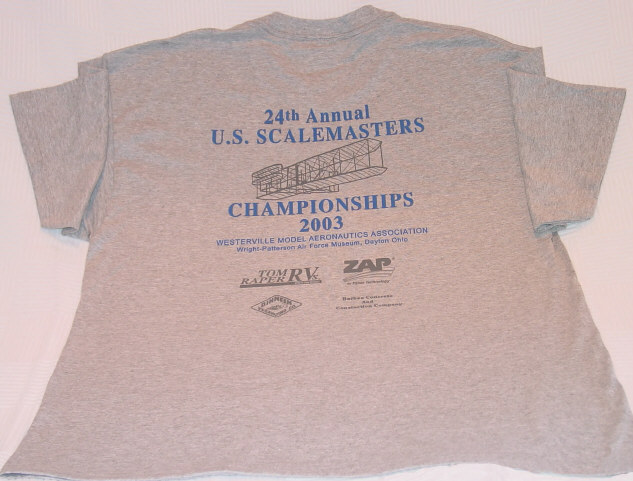 24th Annual
U.S. SCALEMASTERS
CHAMPIONSHIPS
2003
WESTERVILLE MODEL AERONAUTICS ASSOCIATION
Wright-Patterson Air Force Museum, Dayton Ohio
TOM
RAPER RV's
ZAP
Technology
Concrete
And
Construction Company